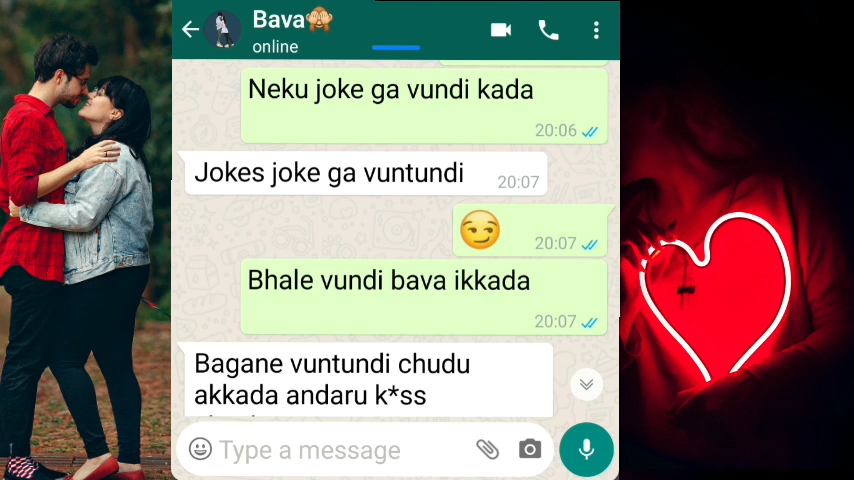 Bava🙈
online
Neku joke ga vundi kada
20:06
Jokes joke ga vuntundi
20:07
😏
20:07
Bhale vundi bava ikkada
20:07
Bagane vuntundi chudu
akkada andaru k*ss
Type a message